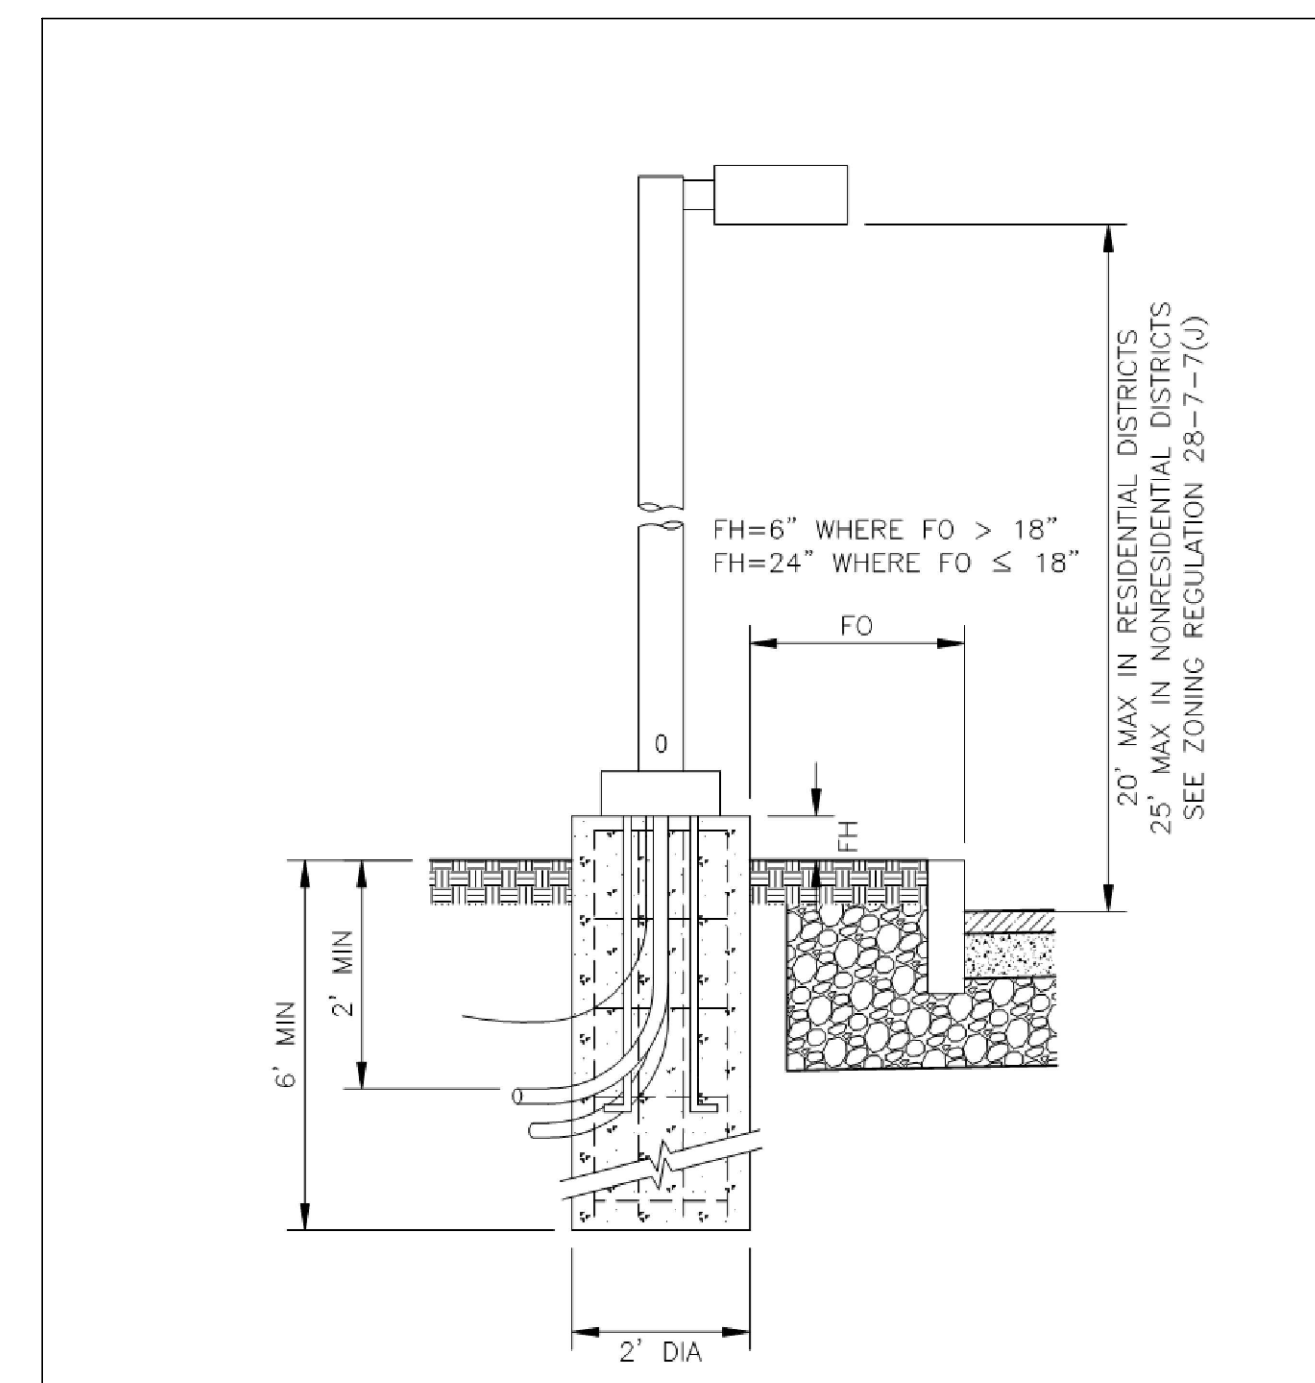 FH=6” WHERE FO > 18”
FH=24” WHERE FO ≤ 18”
FO
20’ MAX IN RESIDENTIAL DISTRICTS
25’ MAX IN NONRESIDENTIAL DISTRICTS
SEE ZONING REGULATION 28-7-7(J)
0
FH
2’ MIN
6’ MIN
2’ DIA